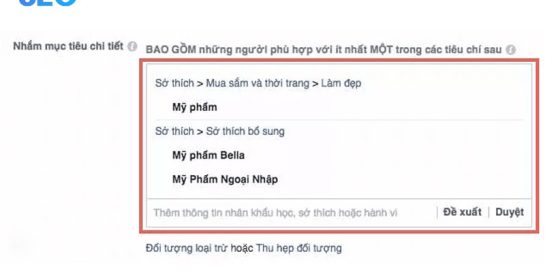 SEO
Nhắm mục tiêu chi tiết
BAO GỒM những người phù hợp với ít nhất MỘT trong các tiêu chí sau
Sở thích > Mua sắm và thời trang > Làm đẹp
Mỹ phẩm
Sở thích > Sở thích bổ sung
Mỹ phẩm Bella
Mỹ Phẩm Ngoại Nhập
Thêm thông tin nhân khẩu học, sở thích hoặc hành vi | Đề xuất | Duyệt
Đối tượng loại trừ hoặc Thu hẹp đối tượng